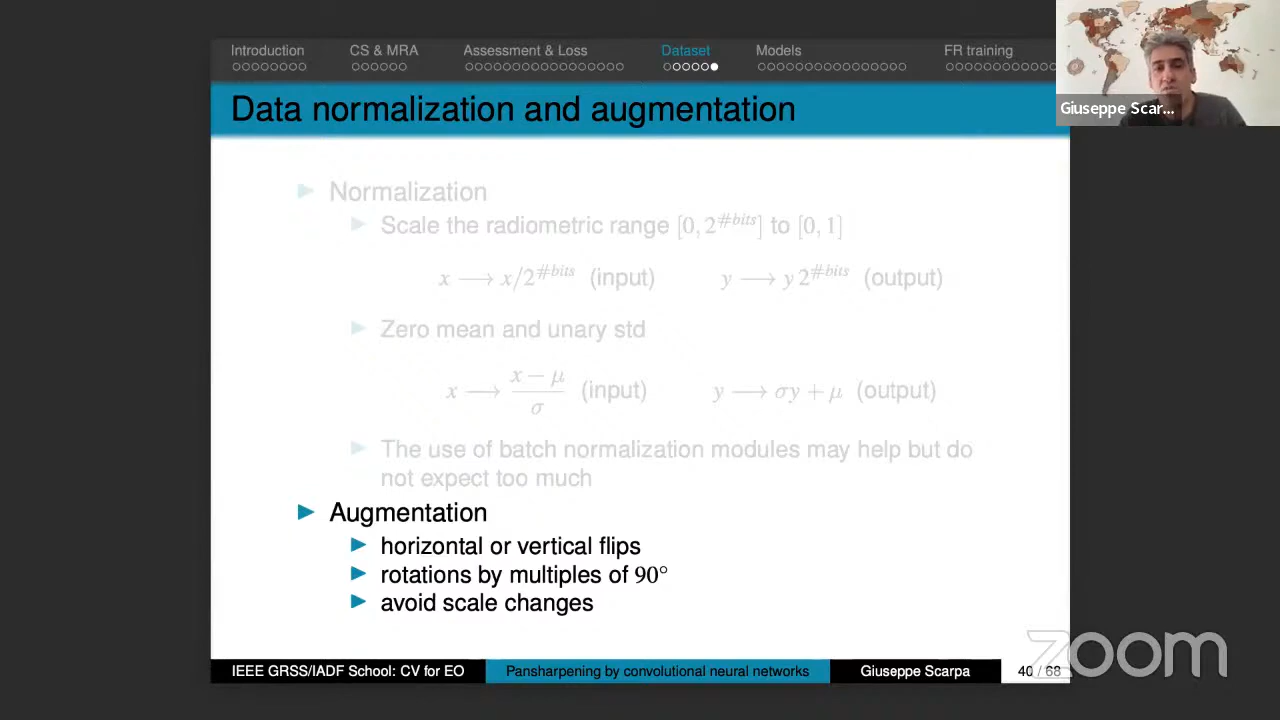 Introduction CS & MRA Assessment & Loss Dataset Models FR training
Giuseppe Scar...
Data normalization and augmentation
Normalization
Scale the radiometric range [0, 2^#bits] to [0, 1]
x → x/2^#bits (input) y → y 2^#bits (output)
Zero mean and unary std
x → (x − μ)/σ (input) y → σy + μ (output)
The use of batch normalization modules may help but do
not expect too much
Augmentation
horizontal or vertical flips
rotations by multiples of 90°
avoid scale changes
zoom
IEEE GRSS/IADF School: CV for EO Pansharpening by convolutional neural networks Giuseppe Scarpa 40 / 68